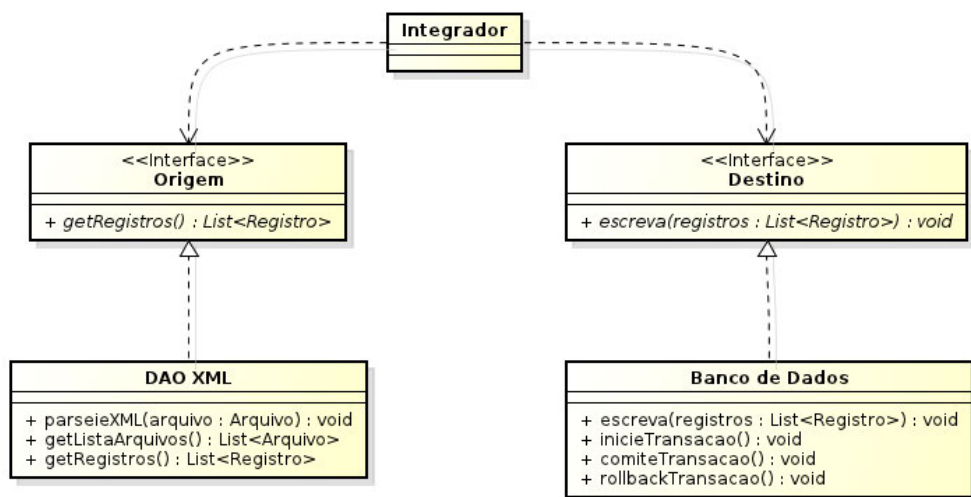 Integrador
<<Interface>>
Origem
+ getRegistros() : List<Registro>
<<Interface>>
Destino
+ escreva(registros : List<Registro>) : void
DAO XML
+ parseieXML(arquivo : Arquivo) : void
+ getListaArquivos() : List<Arquivo>
+ getRegistros() : List<Registro>
Banco de Dados
+ escreva(registros : List<Registro>) : void
+ inicieTransacao() : void
+ comiteTransacao() : void
+ rollbackTransacao() : void